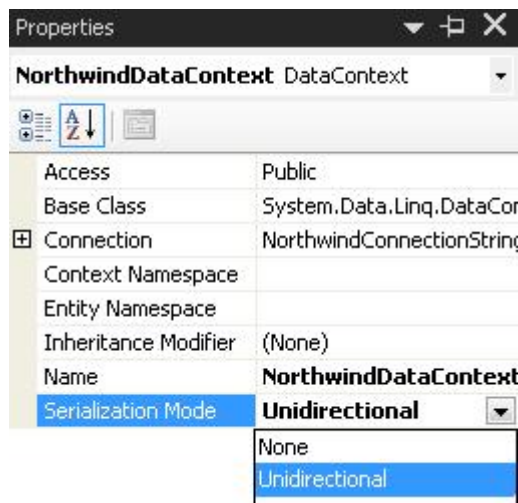 Properties
NorthwindDataContext DataContext
A
Z
Access Public
Base Class System.Data.Linq.DataCor
Connection NorthwindConnectionString
Context Namespace
Entity Namespace
Inheritance Modifier (None)
Name NorthwindDataContext
Serialization Mode Unidirectional
None
Unidirectional